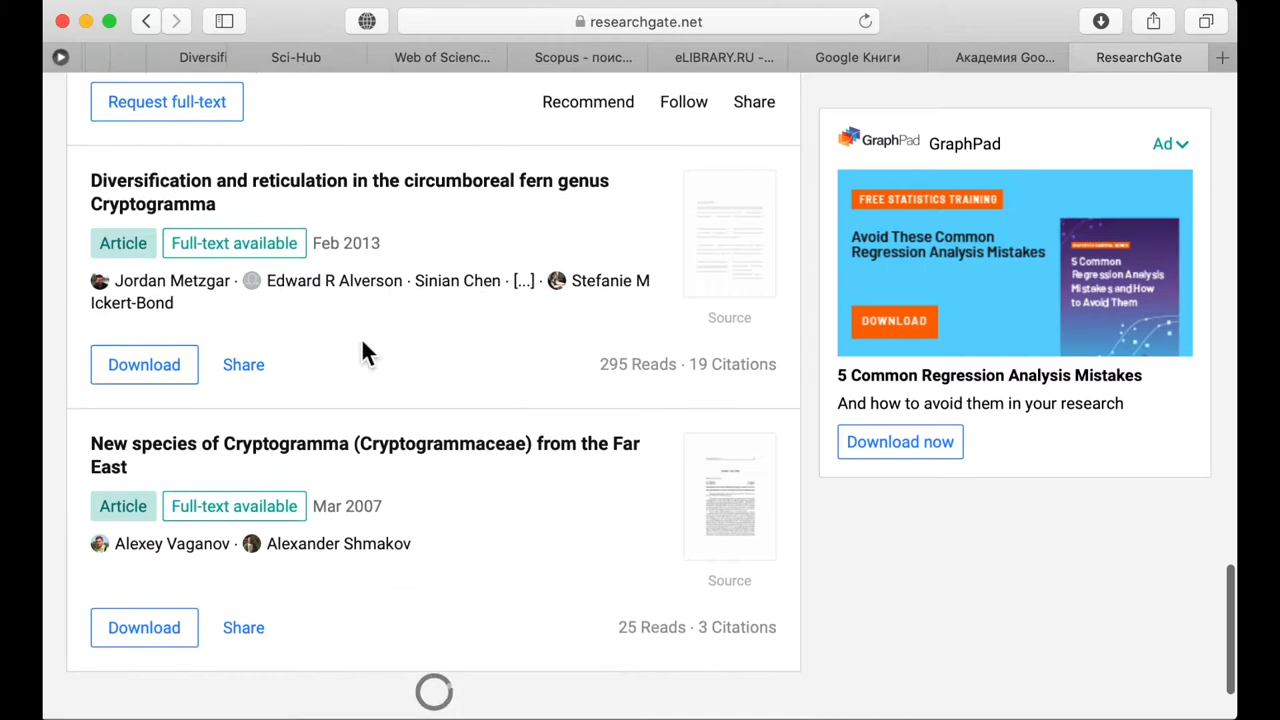 researchgate.net
Diversifi
Sci-Hub
Web of Scienc...
Scopus - поис...
eLIBRARY.RU -...
Google Книги
Академия Goo...
ResearchGate
Request full-text
Recommend Follow Share
Diversification and reticulation in the circumboreal fern genus
Cryptogramma
Article Full-text available Feb 2013
Jordan Metzgar · Edward R Alverson · Sinian Chen · [...] · Stefanie M
Ickert-Bond
Source
Download Share 295 Reads · 19 Citations
New species of Cryptogramma (Cryptogrammaceae) from the Far
East
Article Full-text available Mar 2007
Alexey Vaganov · Alexander Shmakov
Source
Download Share 25 Reads · 3 Citations
GraphPad GraphPad Ad
FREE STATISTICS TRAINING
Avoid These Common
Regression Analysis Mistakes
5 Common
Regression Analysis
Mistakes and How
to Avoid Them
DOWNLOAD
5 Common Regression Analysis Mistakes
And how to avoid them in your research
Download now